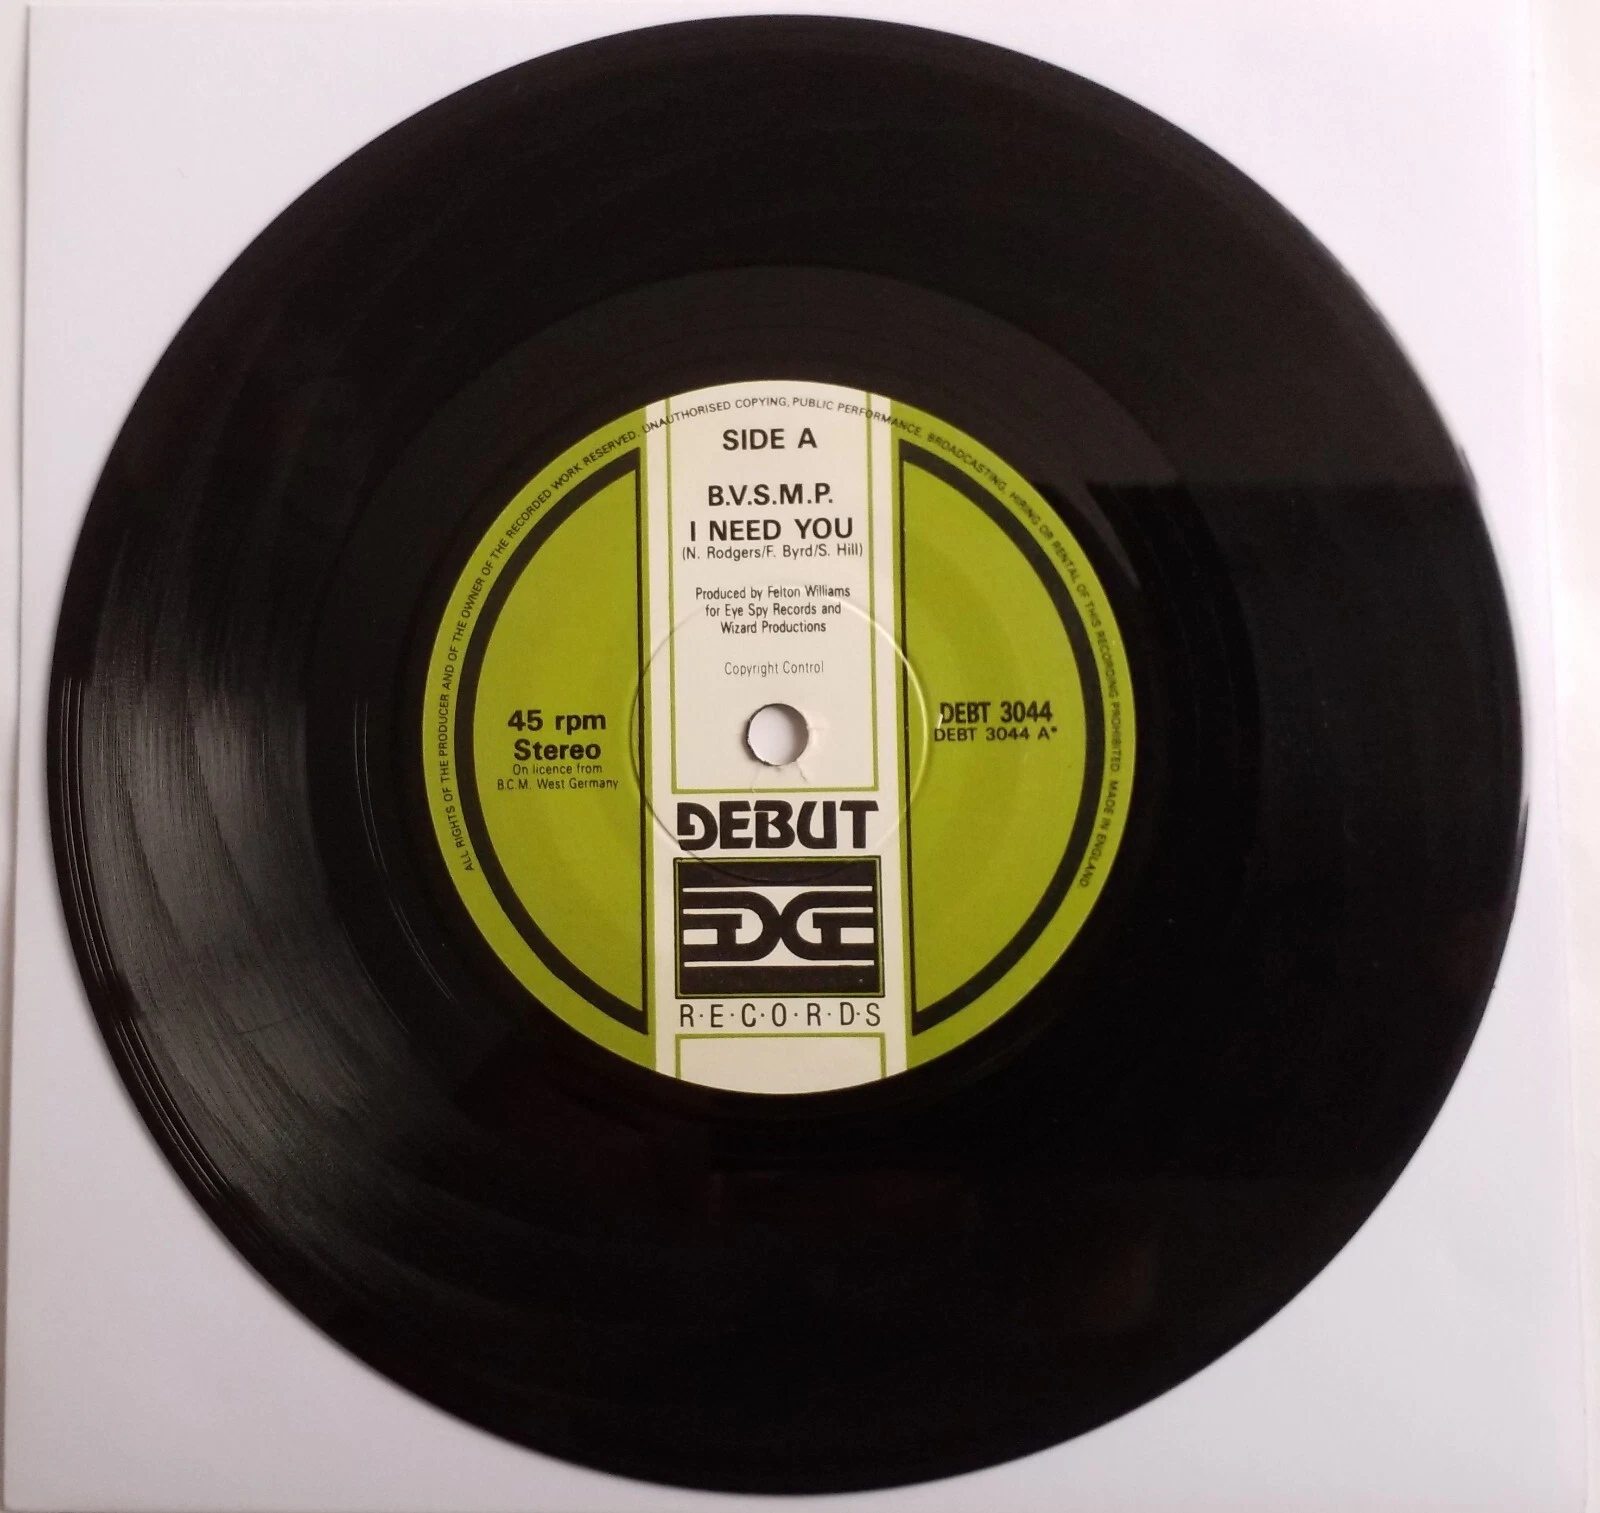 ALL RIGHTS OF THE PRODUCER AND OF THE OWNER OF THE RECORDED WORK RESERVED. UNAUTHORISED COPYING, PUBLIC PERFORMANCE, BROADCASTING, HIRING OR RENTAL OF THIS RECORDING PROHIBITED. MADE IN ENGLAND.
SIDE A
B.V.S.M.P.
I NEED YOU
(N. Rodgers/F. Byrd/S. Hill)
Produced by Felton Williams
for Eye Spy Records and
Wizard Productions
Copyright Control
45 rpm
Stereo
On licence from
B.C.M. West Germany
DEBT 3044
DEBT 3044 A*
DEBUT
EDGE
R·E·C·O·R·D·S